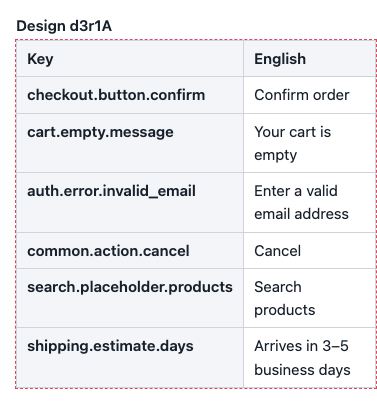 Design d3r1A
Key English
checkout.button.confirm Confirm order
cart.empty.message Your cart is
empty
auth.error.invalid_email Enter a valid
email address
common.action.cancel Cancel
search.placeholder.products Search
products
shipping.estimate.days Arrives in 3–5
business days